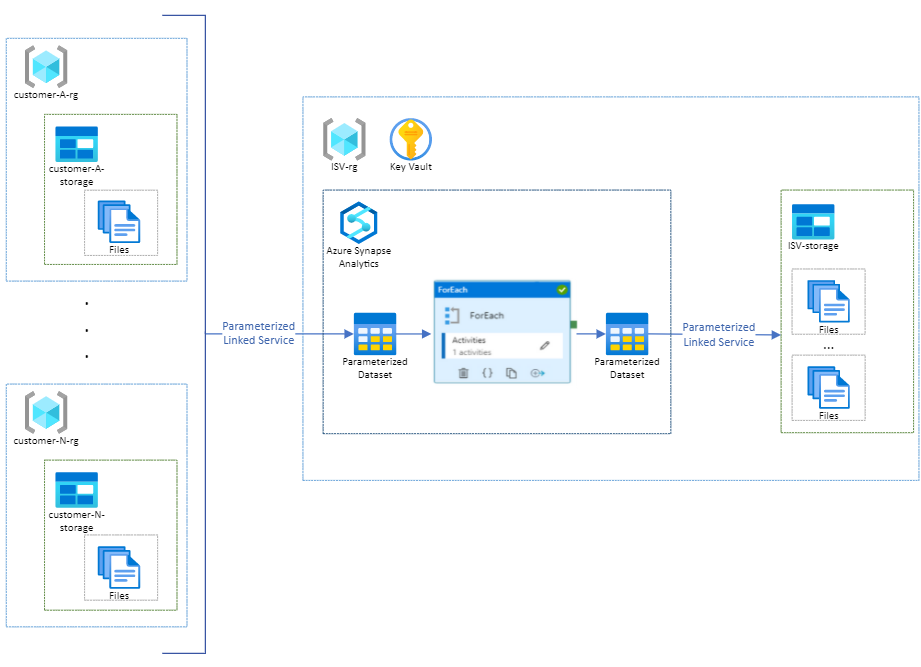 customer-A-rg
customer-A-
storage
Files
.
.
.
customer-N-rg
customer-N-
storage
Files
Parameterized
Linked Service
ISV-rg
Key Vault
Azure Synapse
Analytics
Parameterized
Dataset
ForEach
ForEach
Activities
1 activities
{}
Parameterized
Dataset
Parameterized
Linked Service
ISV-storage
Files
...
Files